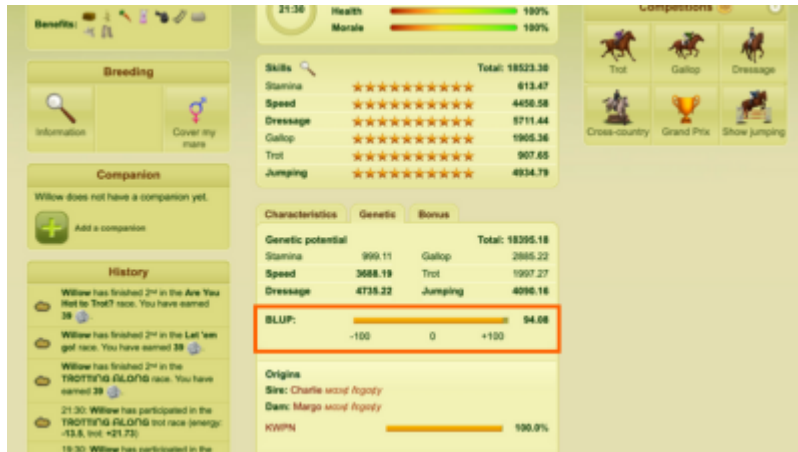 Benefits:
Breeding
Information
Cover my mare
Companion
Willow does not have a companion yet.
Add a companion
History
Willow has finished 2nd in the Are You
Hot to Trot? race. You have earned
39
Willow has finished 2nd in the Let 'em
go! race. You have earned 39
Willow has finished 2nd in the
TROTTING ALONG race. You have
earned 39
21:30: Willow has participated in the
TROTTING ALONG trot race (energy:
-13.5, trot: +21.73)
19:30: Willow has participated in the
21:30
Health 100%
Morale 100%
Skills Total: 18523.30
Stamina 613.47
Speed 4450.58
Dressage 5711.44
Gallop 1905.36
Trot 907.65
Jumping 4934.79
Characteristics Genetic Bonus
Genetic potential Total: 18395.18
Stamina 999.11 Gallop 2885.22
Speed 3688.19 Trot 1997.27
Dressage 4735.22 Jumping 4090.16
BLUP: 94.08
-100 0 +100
Origins
Sire: Charlie
Dam: Margo
KWPN 100.0%
Competitions
Trot Gallop Dressage
Cross-country Grand Prix Show jumping